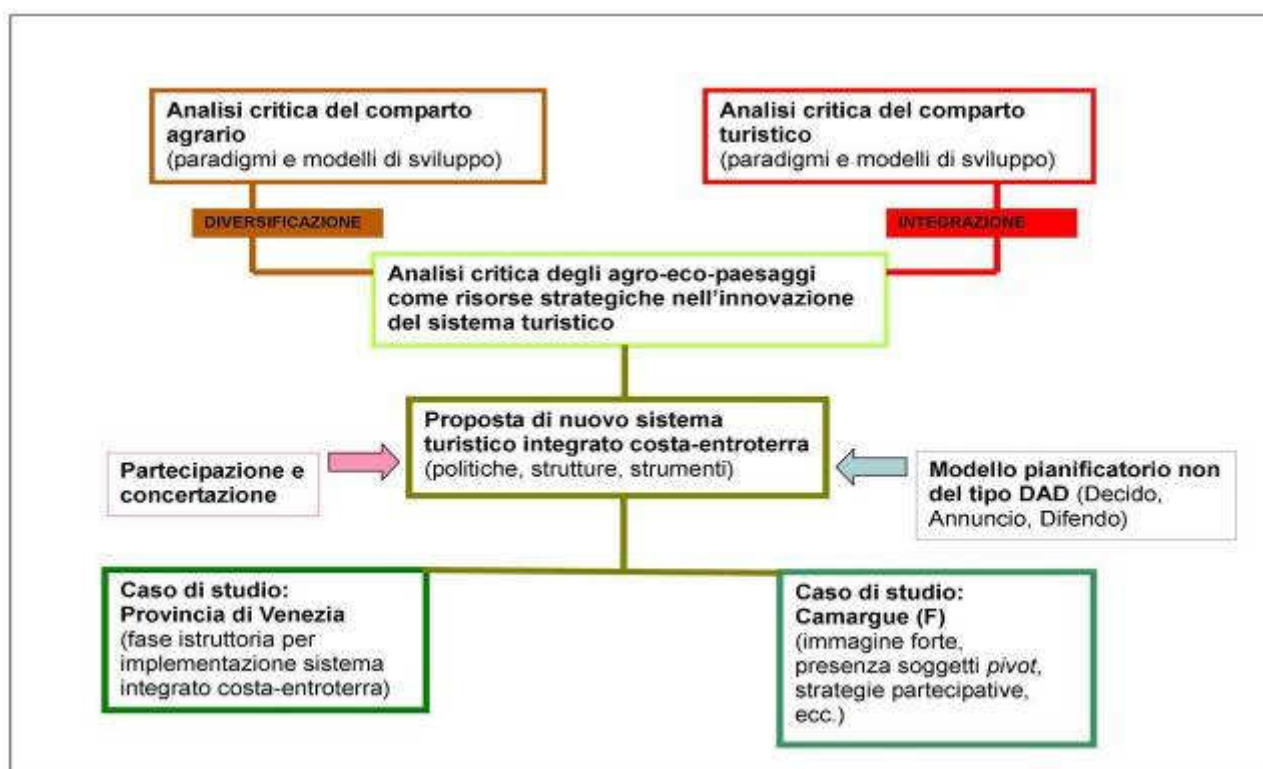 Analisi critica del comparto
agrario
(paradigmi e modelli di sviluppo)
Analisi critica del comparto
turistico
(paradigmi e modelli di sviluppo)
DIVERSIFICAZIONE
INTEGRAZIONE
Analisi critica degli agro-eco-paesaggi
come risorse strategiche nell'innovazione
del sistema turistico
Proposta di nuovo sistema
turistico integrato costa-entroterra
(politiche, strutture, strumenti)
Partecipazione e
concertazione
Modello pianificatorio non
del tipo DAD (Decido,
Annuncio, Difendo)
Caso di studio:
Provincia di Venezia
(fase istruttoria per
implementazione sistema
integrato costa-entroterra)
Caso di studio:
Camargue (F)
(immagine forte,
presenza soggetti pivot,
strategie partecipative,
ecc.)